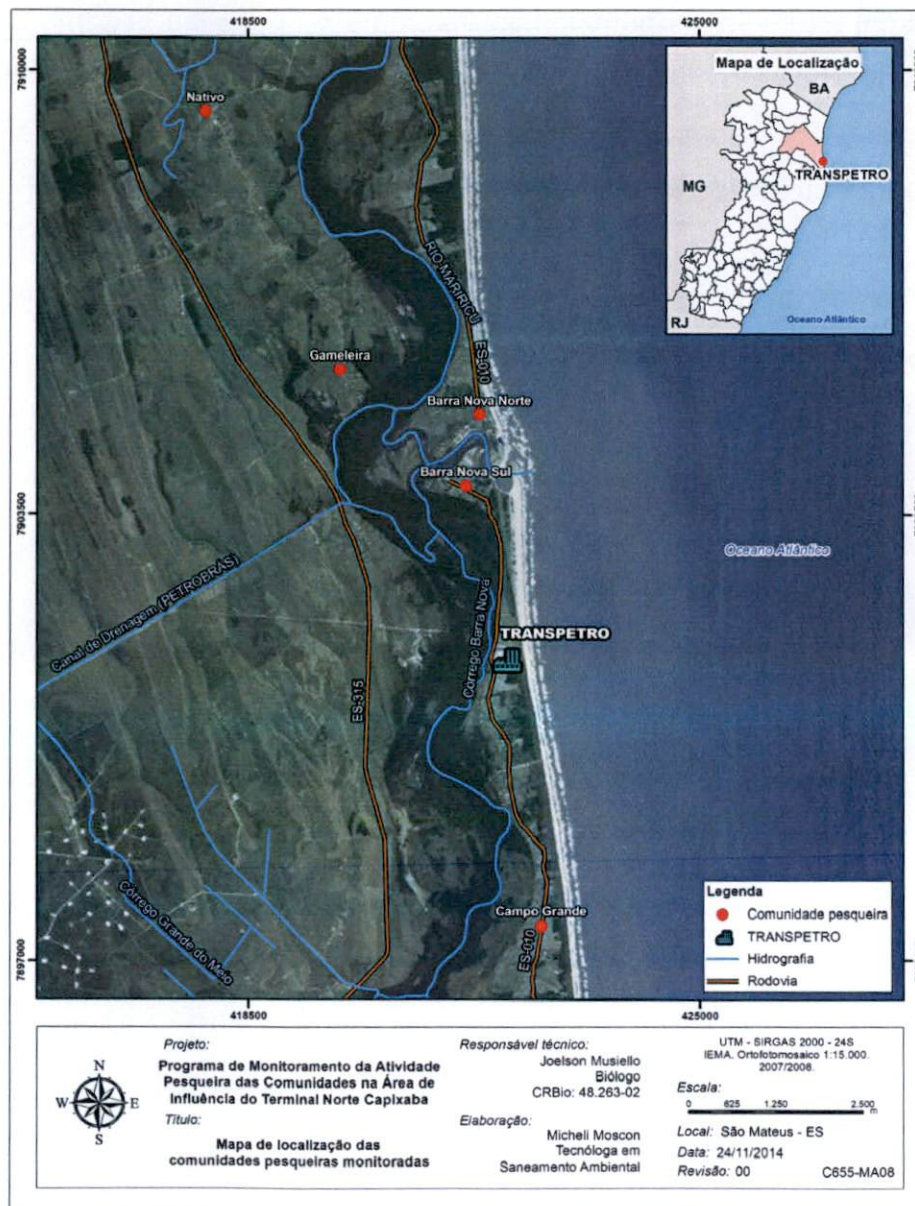 418500
425000
7910000
Mapa de Localização
BA
MG
TRANSPETRO
RJ
Oceano Atlântico
Nativo
RIO MARIRICU
ES-010
Gameleira
Barra Nova Norte
Barra Nova Sul
7903500
Oceano Atlântico
Canal de Drenagem (PETROBRÁS)
Córrego Barra Nova
TRANSPETRO
ES-315
Córrego Grande do Meio
Campo Grande
ES-010
7897000
Legenda
Comunidade pesqueira
TRANSPETRO
Hidrografia
Rodovia
418500
425000
N
W
E
S
Projeto:
Programa de Monitoramento da Atividade
Pesqueira das Comunidades na Área de
Influência do Terminal Norte Capixaba
Título:
Mapa de localização das
comunidades pesqueiras monitoradas
Responsável técnico:
Joelson Musiello
Biólogo
CRBio: 48.263-02
Elaboração:
Micheli Moscon
Tecnóloga em
Saneamento Ambiental
UTM - SIRGAS 2000 - 24S
IEMA. Ortofotomosaico 1:15.000.
2007/2008.
Escala:
0 625 1.250 2.500
m
Local: São Mateus - ES
Data: 24/11/2014
Revisão: 00
C655-MA08